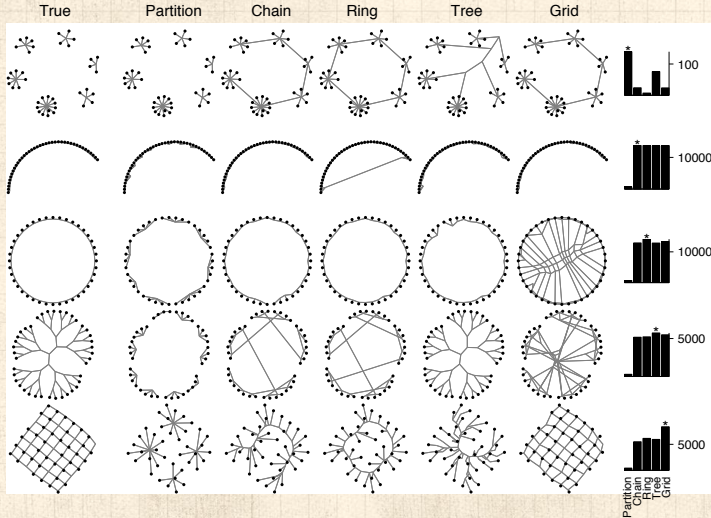 True Partition Chain Ring Tree Grid
*
100
*
10000
*
10000
*
5000
*
5000
Partition
Chain
Ring
Tree
Grid